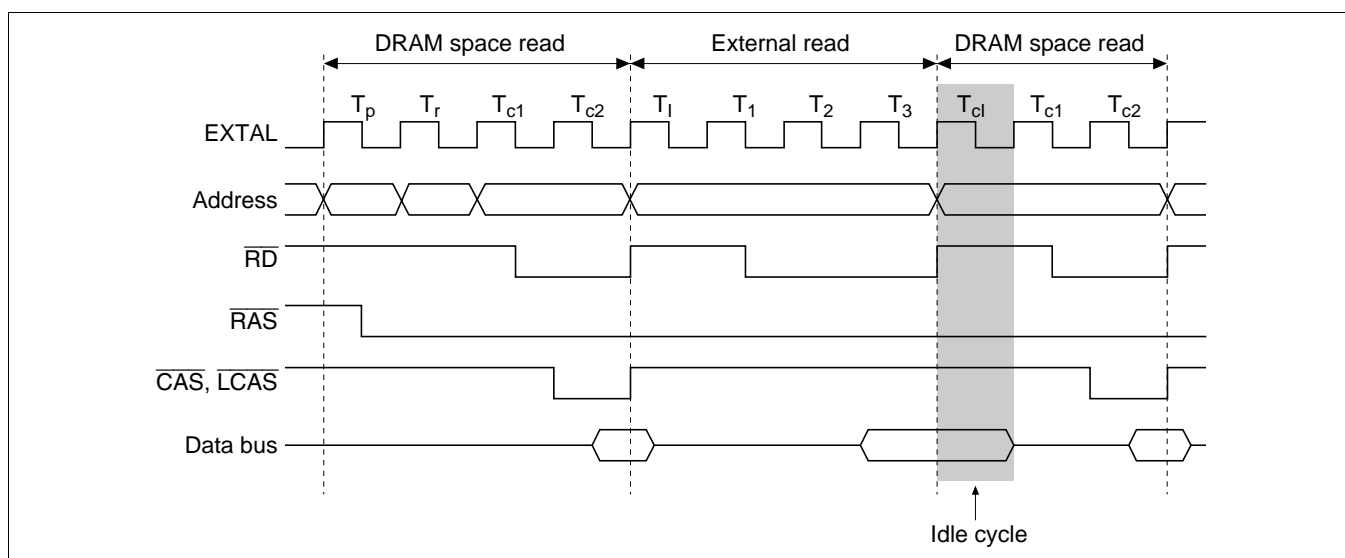 DRAM space read External read DRAM space read
Tp Tr Tc1 Tc2 TI T1 T2 T3 TcI Tc1 Tc2
EXTAL
Address
RD
RAS
CAS, LCAS
Data bus
Idle cycle